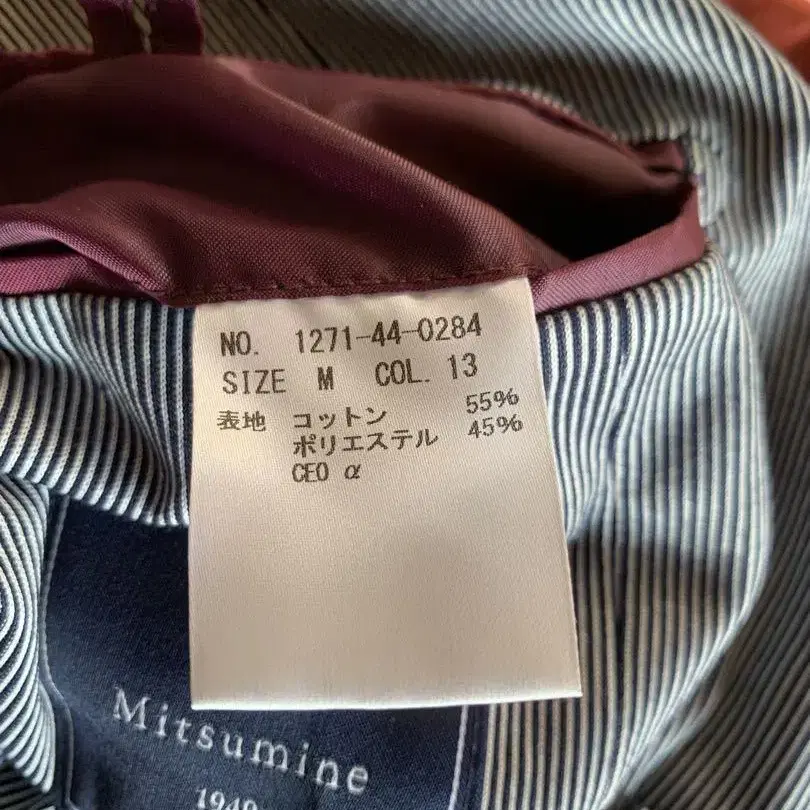 NO. 1271-44-0284
SIZE M COL. 13
表地 コットン 55%
ポリエステル 45%
CEO α
Mitsumine
1949